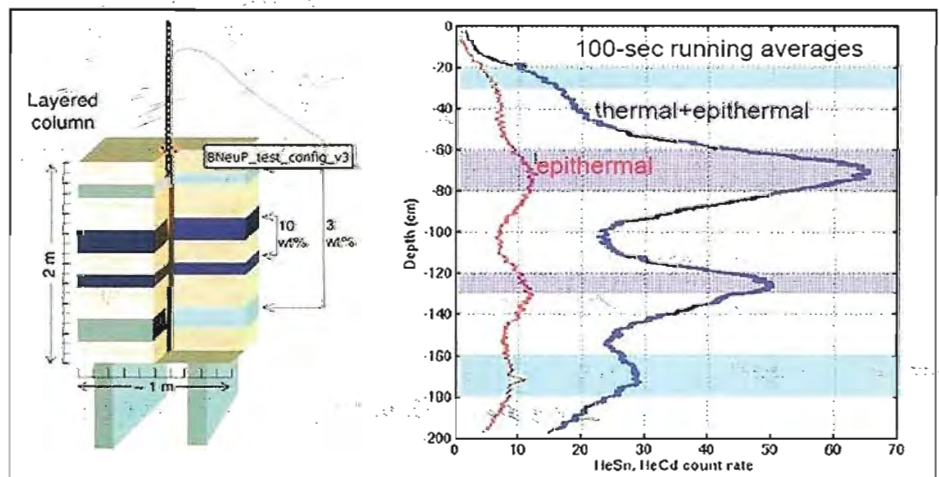 Layered
column
BNeuP_test_config_v3
10
wt%
3
wt%
2 m
~ 1 m
100-sec running averages
thermal+epithermal
epithermal
Depth (cm)
0
-20
-40
-60
-80
-100
-120
-140
-160
-180
-200
0 10 20 30 40 50 60 70
HeSn, HeCd count rate